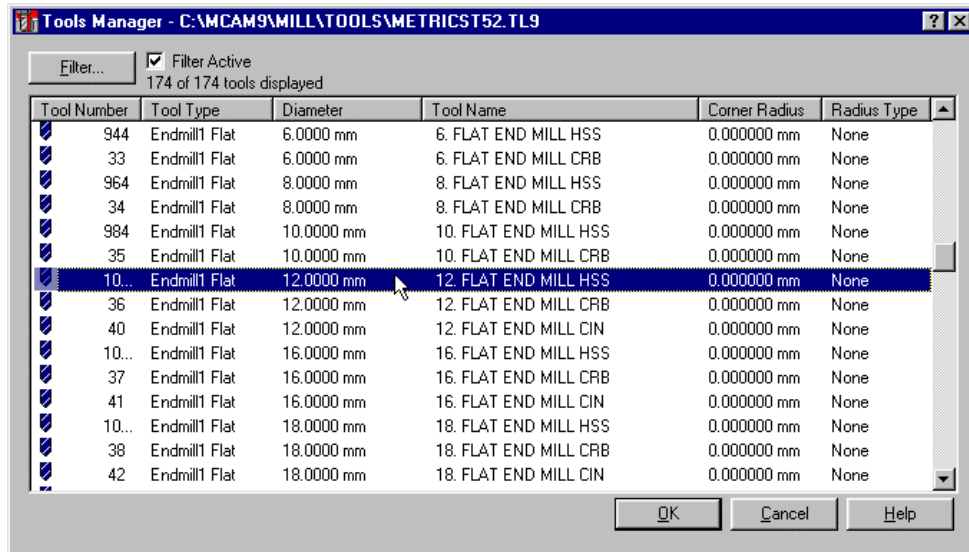 Tools Manager - C:\MCAM9\MILL\TOOLS\METRICST52.TL9
Filter... Filter Active
174 of 174 tools displayed
Tool Number Tool Type Diameter Tool Name Corner Radius Radius Type
944 Endmill1 Flat 6.0000 mm 6. FLAT END MILL HSS 0.000000 mm None
33 Endmill1 Flat 6.0000 mm 6. FLAT END MILL CRB 0.000000 mm None
964 Endmill1 Flat 8.0000 mm 8. FLAT END MILL HSS 0.000000 mm None
34 Endmill1 Flat 8.0000 mm 8. FLAT END MILL CRB 0.000000 mm None
984 Endmill1 Flat 10.0000 mm 10. FLAT END MILL HSS 0.000000 mm None
35 Endmill1 Flat 10.0000 mm 10. FLAT END MILL CRB 0.000000 mm None
10... Endmill1 Flat 12.0000 mm 12. FLAT END MILL HSS 0.000000 mm None
36 Endmill1 Flat 12.0000 mm 12. FLAT END MILL CRB 0.000000 mm None
40 Endmill1 Flat 12.0000 mm 12. FLAT END MILL CIN 0.000000 mm None
10... Endmill1 Flat 16.0000 mm 16. FLAT END MILL HSS 0.000000 mm None
37 Endmill1 Flat 16.0000 mm 16. FLAT END MILL CRB 0.000000 mm None
41 Endmill1 Flat 16.0000 mm 16. FLAT END MILL CIN 0.000000 mm None
10... Endmill1 Flat 18.0000 mm 18. FLAT END MILL HSS 0.000000 mm None
38 Endmill1 Flat 18.0000 mm 18. FLAT END MILL CRB 0.000000 mm None
42 Endmill1 Flat 18.0000 mm 18. FLAT END MILL CIN 0.000000 mm None
OK Cancel Help